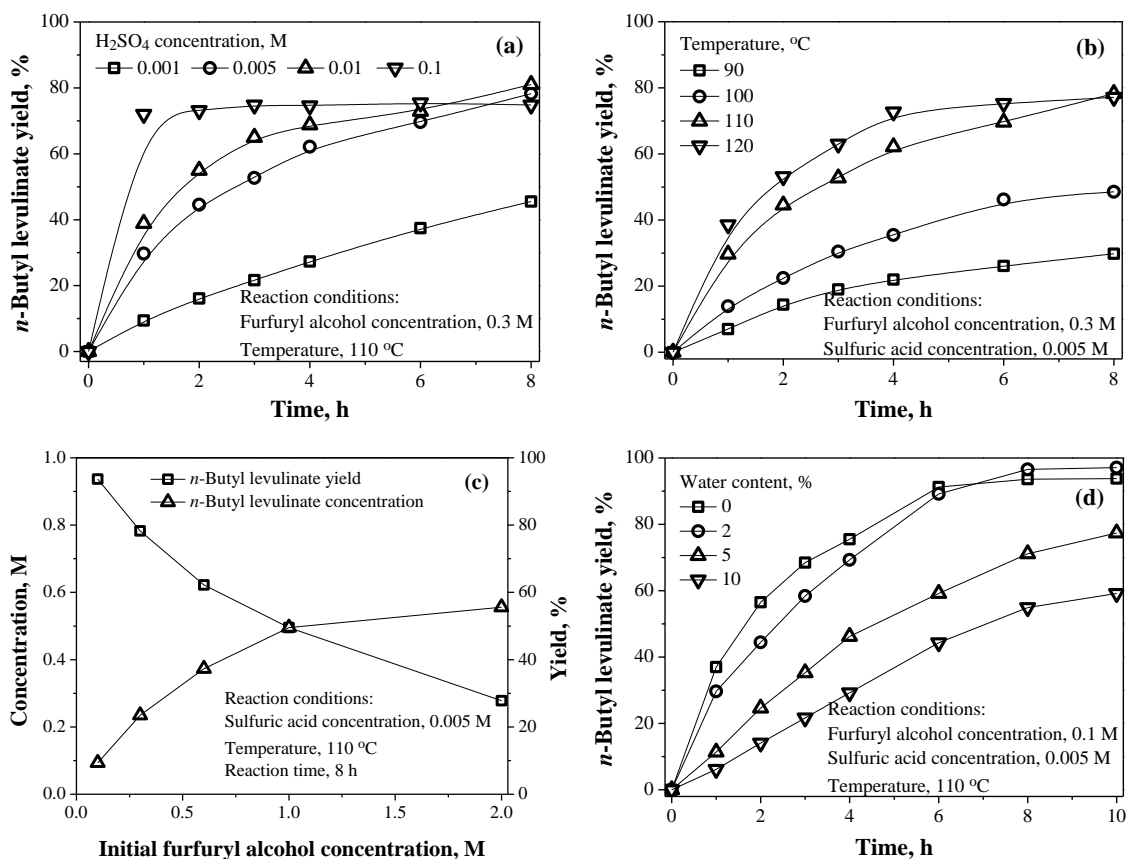 (a)
H₂SO₄ concentration, M
0.001 0.005 0.01 0.1
n-Butyl levulinate yield, %
100
80
60
40
20
0
Reaction conditions:
Furfuryl alcohol concentration, 0.3 M
Temperature, 110 °C
0 2 4 6 8
Time, h
(b)
Temperature, °C
90
100
110
120
n-Butyl levulinate yield, %
100
80
60
40
20
0
Reaction conditions:
Furfuryl alcohol concentration, 0.3 M
Sulfuric acid concentration, 0.005 M
0 2 4 6 8
Time, h
(c)
n-Butyl levulinate yield
n-Butyl levulinate concentration
Concentration, M
1.0
0.8
0.6
0.4
0.2
0.0
Yield, %
100
80
60
40
20
0
Reaction conditions:
Sulfuric acid concentration, 0.005 M
Temperature, 110 °C
Reaction time, 8 h
0.0 0.5 1.0 1.5 2.0
Initial furfuryl alcohol concentration, M
(d)
Water content, %
0
2
5
10
n-Butyl levulinate yield, %
100
80
60
40
20
0
Reaction conditions:
Furfuryl alcohol concentration, 0.1 M
Sulfuric acid concentration, 0.005 M
Temperature, 110 °C
0 2 4 6 8 10
Time, h